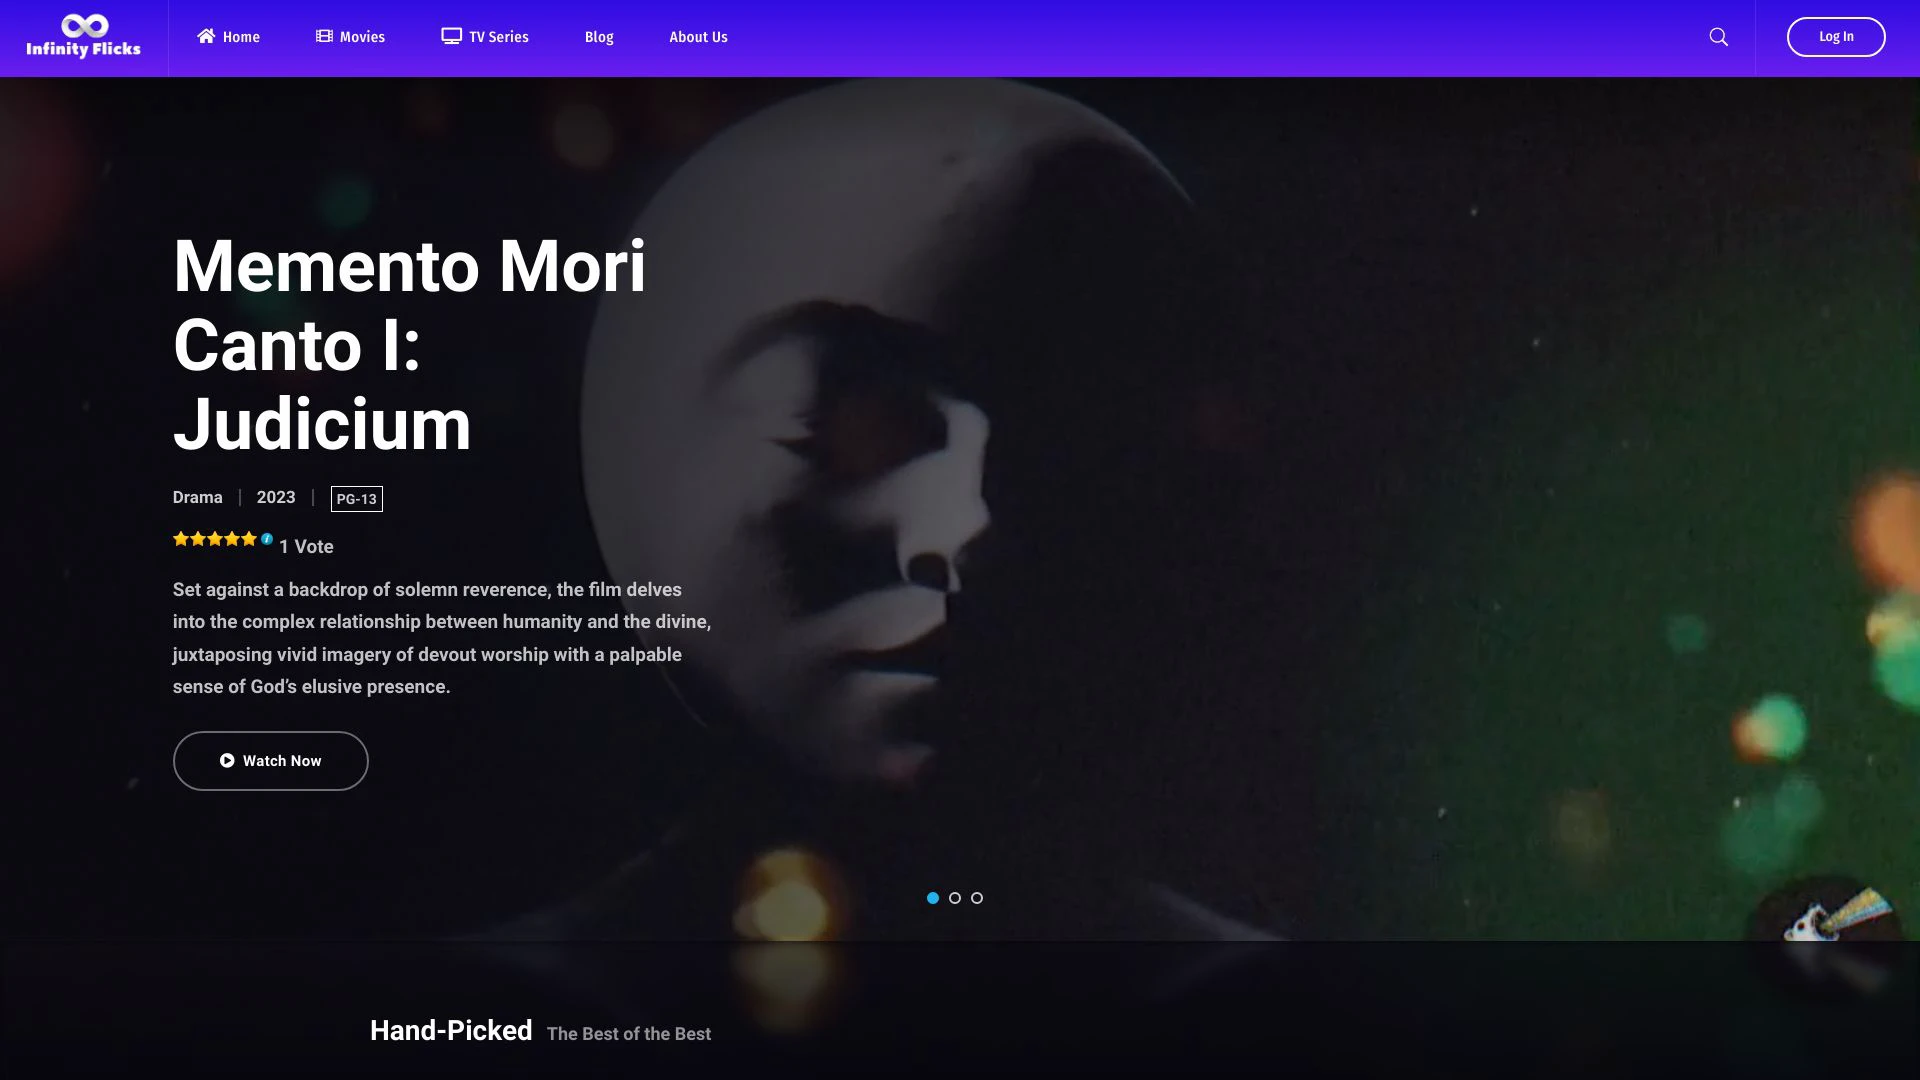 Infinity Flicks
Home
Movies
TV Series
Blog
About Us
Log In
Memento Mori
Canto I:
Judicium
Drama
2023
PG-13
1 Vote
Set against a backdrop of solemn reverence, the film delves
into the complex relationship between humanity and the divine,
juxtaposing vivid imagery of devout worship with a palpable
sense of God’s elusive presence.
Watch Now
Hand-Picked The Best of the Best